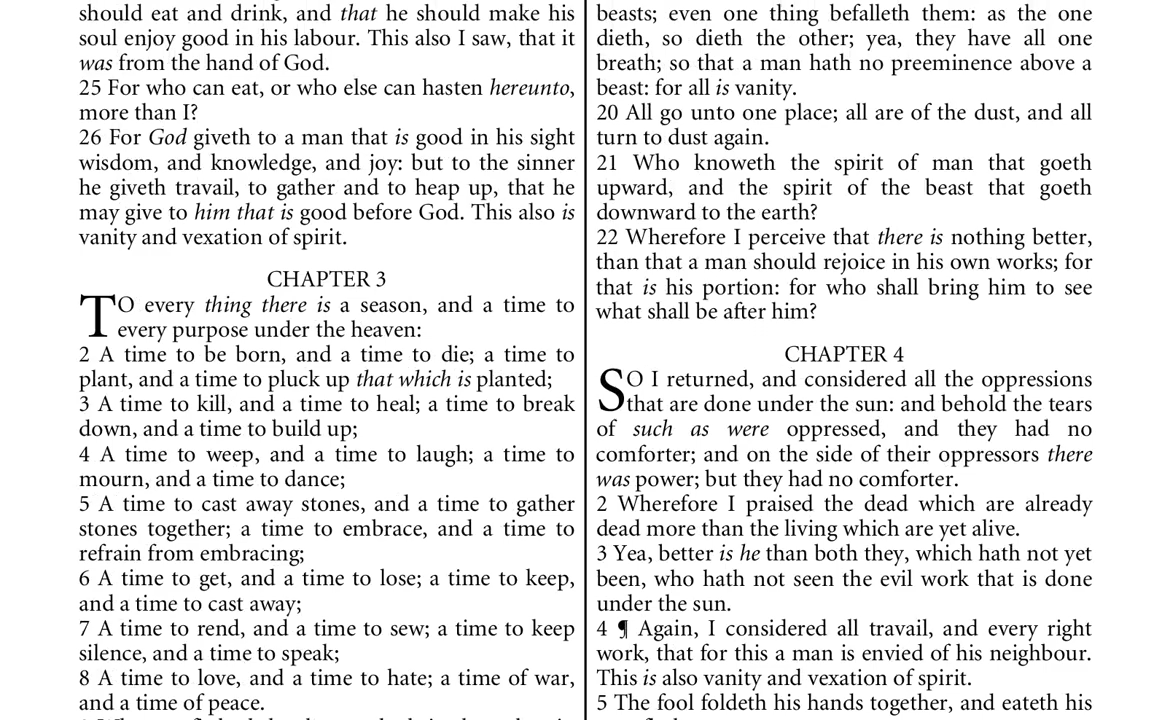 should eat and drink, and that he should make his
soul enjoy good in his labour. This also I saw, that it
was from the hand of God.
25 For who can eat, or who else can hasten hereunto,
more than I?
26 For God giveth to a man that is good in his sight
wisdom, and knowledge, and joy: but to the sinner
he giveth travail, to gather and to heap up, that he
may give to him that is good before God. This also is
vanity and vexation of spirit.
CHAPTER 3
TO every thing there is a season, and a time to
every purpose under the heaven:
2 A time to be born, and a time to die; a time to
plant, and a time to pluck up that which is planted;
3 A time to kill, and a time to heal; a time to break
down, and a time to build up;
4 A time to weep, and a time to laugh; a time to
mourn, and a time to dance;
5 A time to cast away stones, and a time to gather
stones together; a time to embrace, and a time to
refrain from embracing;
6 A time to get, and a time to lose; a time to keep,
and a time to cast away;
7 A time to rend, and a time to sew; a time to keep
silence, and a time to speak;
8 A time to love, and a time to hate; a time of war,
and a time of peace.
beasts; even one thing befalleth them: as the one
dieth, so dieth the other; yea, they have all one
breath; so that a man hath no preeminence above a
beast: for all is vanity.
20 All go unto one place; all are of the dust, and all
turn to dust again.
21 Who knoweth the spirit of man that goeth
upward, and the spirit of the beast that goeth
downward to the earth?
22 Wherefore I perceive that there is nothing better,
than that a man should rejoice in his own works; for
that is his portion: for who shall bring him to see
what shall be after him?
CHAPTER 4
SO I returned, and considered all the oppressions
that are done under the sun: and behold the tears
of such as were oppressed, and they had no
comforter; and on the side of their oppressors there
was power; but they had no comforter.
2 Wherefore I praised the dead which are already
dead more than the living which are yet alive.
3 Yea, better is he than both they, which hath not yet
been, who hath not seen the evil work that is done
under the sun.
4 ¶ Again, I considered all travail, and every right
work, that for this a man is envied of his neighbour.
This is also vanity and vexation of spirit.
5 The fool foldeth his hands together, and eateth his